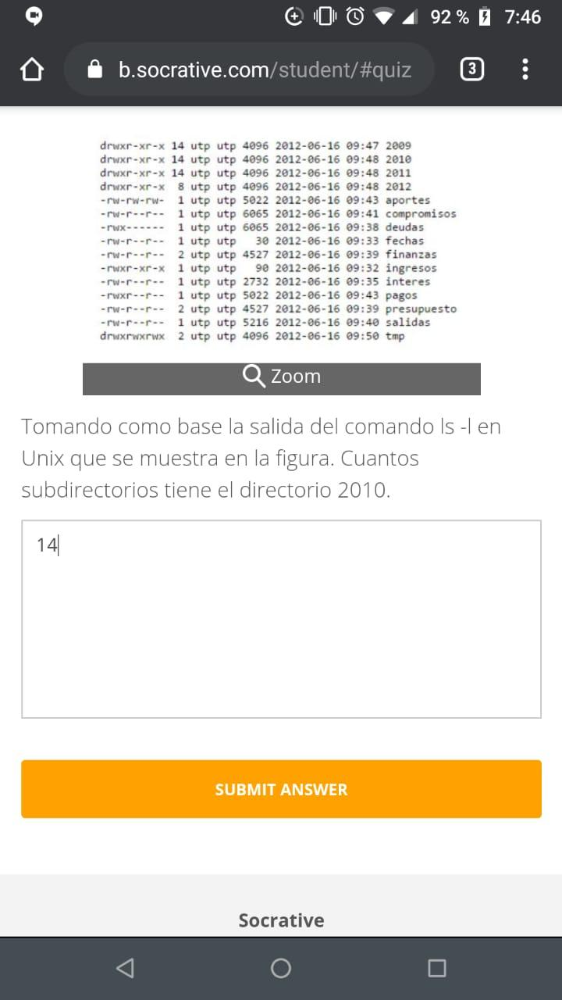 92 % 7:46
b.socrative.com/student/#quiz 3
drwxr-xr-x 14 utp utp 4096 2012-06-16 09:47 2009
drwxr-xr-x 14 utp utp 4096 2012-06-16 09:48 2010
drwxr-xr-x 14 utp utp 4096 2012-06-16 09:48 2011
drwxr-xr-x 8 utp utp 4096 2012-06-16 09:48 2012
-rw-rw-rw- 1 utp utp 5022 2012-06-16 09:43 aportes
-rw-r--r-- 1 utp utp 6065 2012-06-16 09:41 compromisos
-rwx------ 1 utp utp 6065 2012-06-16 09:38 deudas
-rw-r--r-- 1 utp utp 30 2012-06-16 09:33 fechas
-rw-r--r-- 2 utp utp 4527 2012-06-16 09:39 finanzas
-rwxr-xr-x 1 utp utp 90 2012-06-16 09:32 ingresos
-rw-r--r-- 1 utp utp 2732 2012-06-16 09:35 interes
-rwxr--r-- 1 utp utp 5022 2012-06-16 09:43 pagos
-rw-r--r-- 2 utp utp 4527 2012-06-16 09:39 presupuesto
-rw-r--r-- 1 utp utp 5216 2012-06-16 09:40 salidas
drwxrwxrwx 2 utp utp 4096 2012-06-16 09:50 tmp
Zoom
Tomando como base la salida del comando ls -l en
Unix que se muestra en la figura. Cuantos
subdirectorios tiene el directorio 2010.
14
SUBMIT ANSWER
Socrative